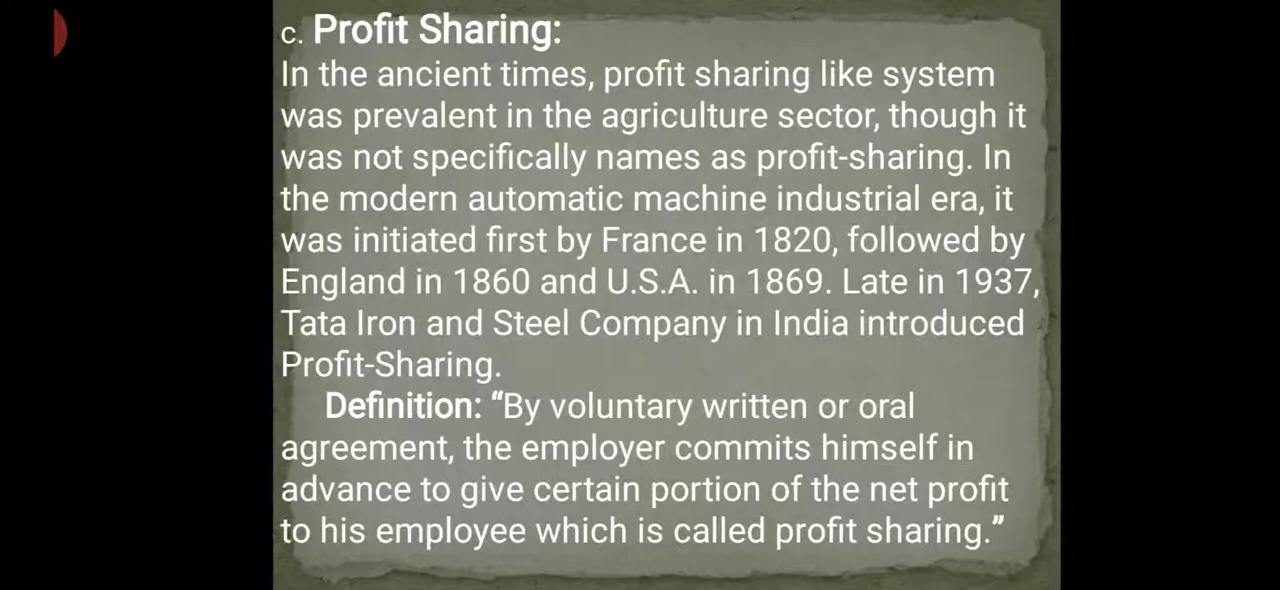 c. Profit Sharing:
In the ancient times, profit sharing like system
was prevalent in the agriculture sector, though it
was not specifically names as profit-sharing. In
the modern automatic machine industrial era, it
was initiated first by France in 1820, followed by
England in 1860 and U.S.A. in 1869. Late in 1937,
Tata Iron and Steel Company in India introduced
Profit-Sharing.
Definition: “By voluntary written or oral
agreement, the employer commits himself in
advance to give certain portion of the net profit
to his employee which is called profit sharing.”